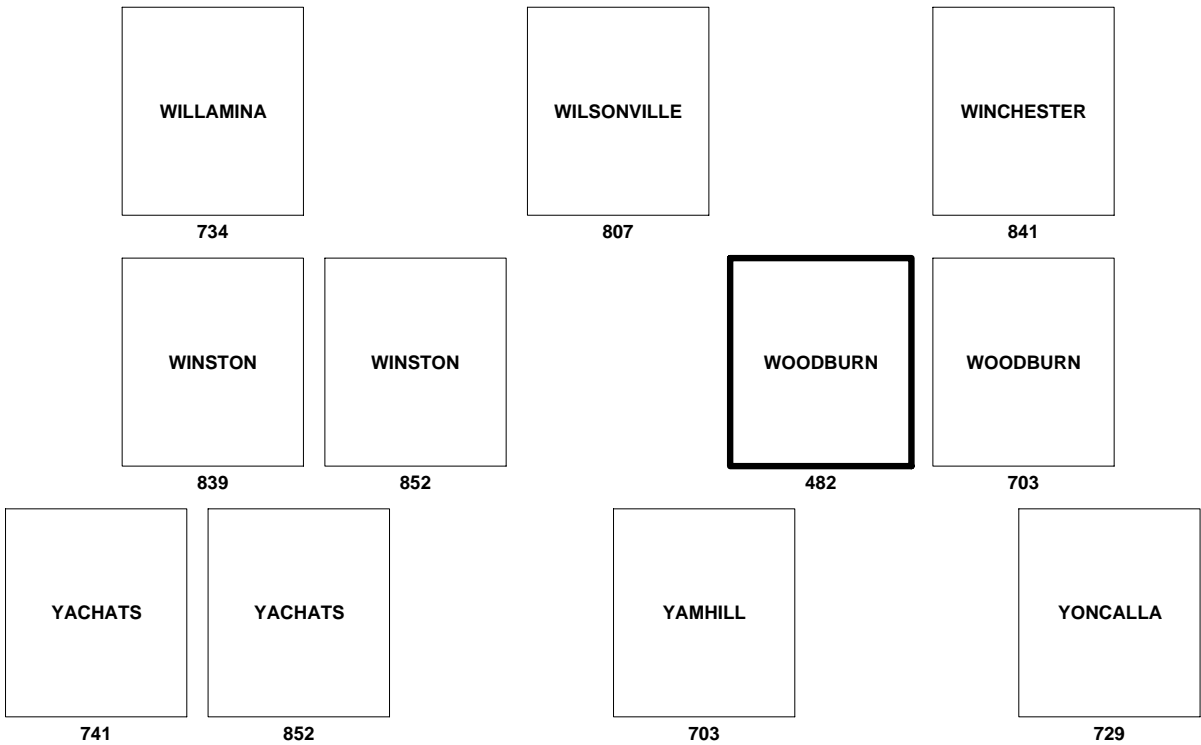 WILLAMINA WILSONVILLE WINCHESTER
734 807 841
WINSTON WINSTON WOODBURN WOODBURN
839 852 482 703
YACHATS YACHATS YAMHILL YONCALLA
741 852 703 729